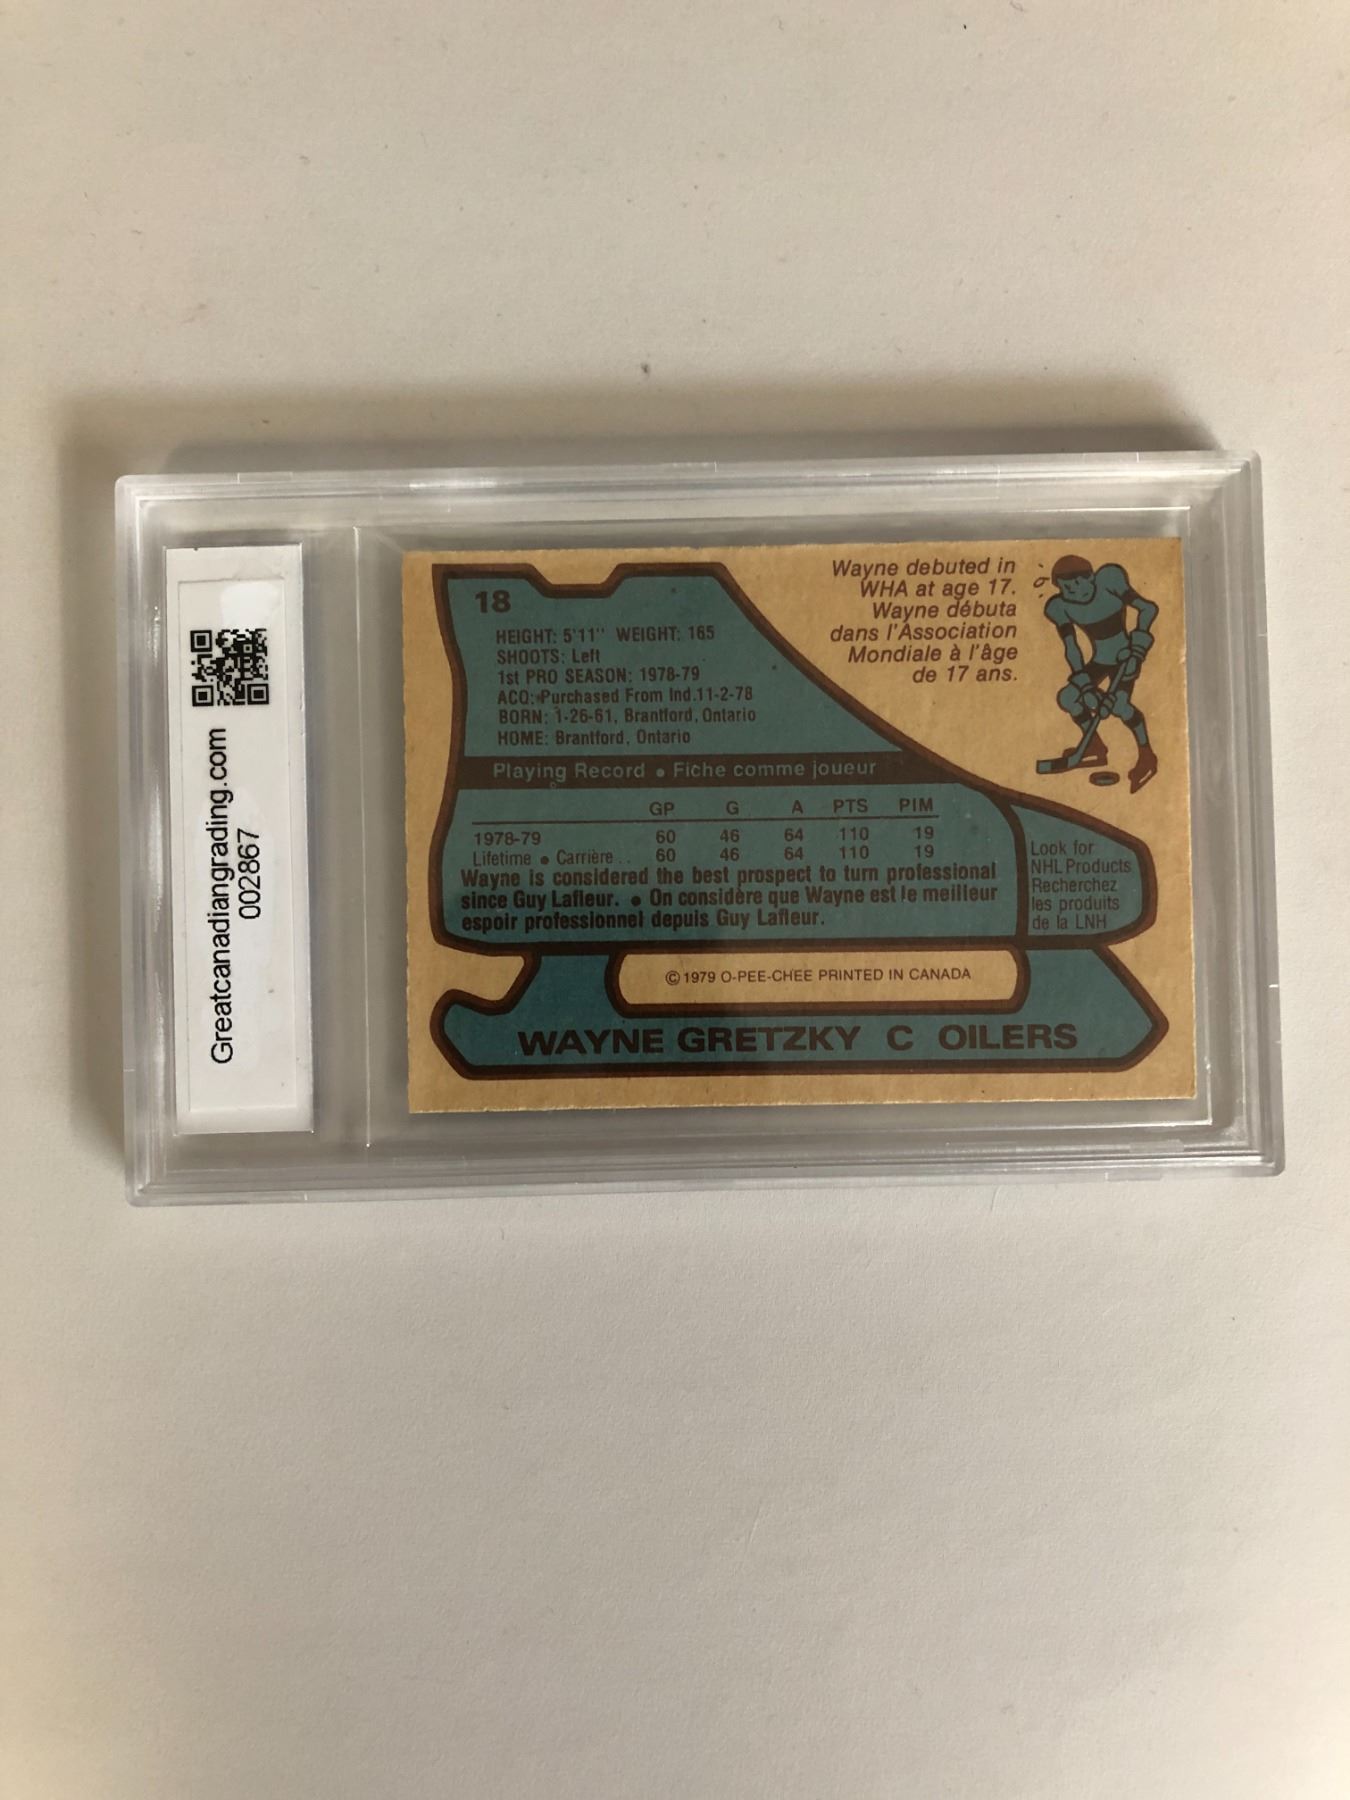 Greatcanadiangrading.com
002867
18
HEIGHT: 5'11" WEIGHT: 165
SHOOTS: Left
1st PRO SEASON: 1978-79
ACQ: Purchased From Ind. 11-2-78
BORN: 1-26-61, Brantford, Ontario
HOME: Brantford, Ontario
Wayne debuted in
WHA at age 17.
Wayne débuta
dans l'Association
Mondiale à l'âge
de 17 ans.
Playing Record • Fiche comme joueur
GP G A PTS PIM
1978-79 60 46 64 110 19
Lifetime • Carrière .. 60 46 64 110 19
Wayne is considered the best prospect to turn professional
since Guy Lafleur. • On considère que Wayne est le meilleur
espoir professionnel depuis Guy Lafleur.
Look for
NHL Products
Recherchez
les produits
de la LNH
© 1979 O-PEE-CHEE PRINTED IN CANADA
WAYNE GRETZKY C OILERS